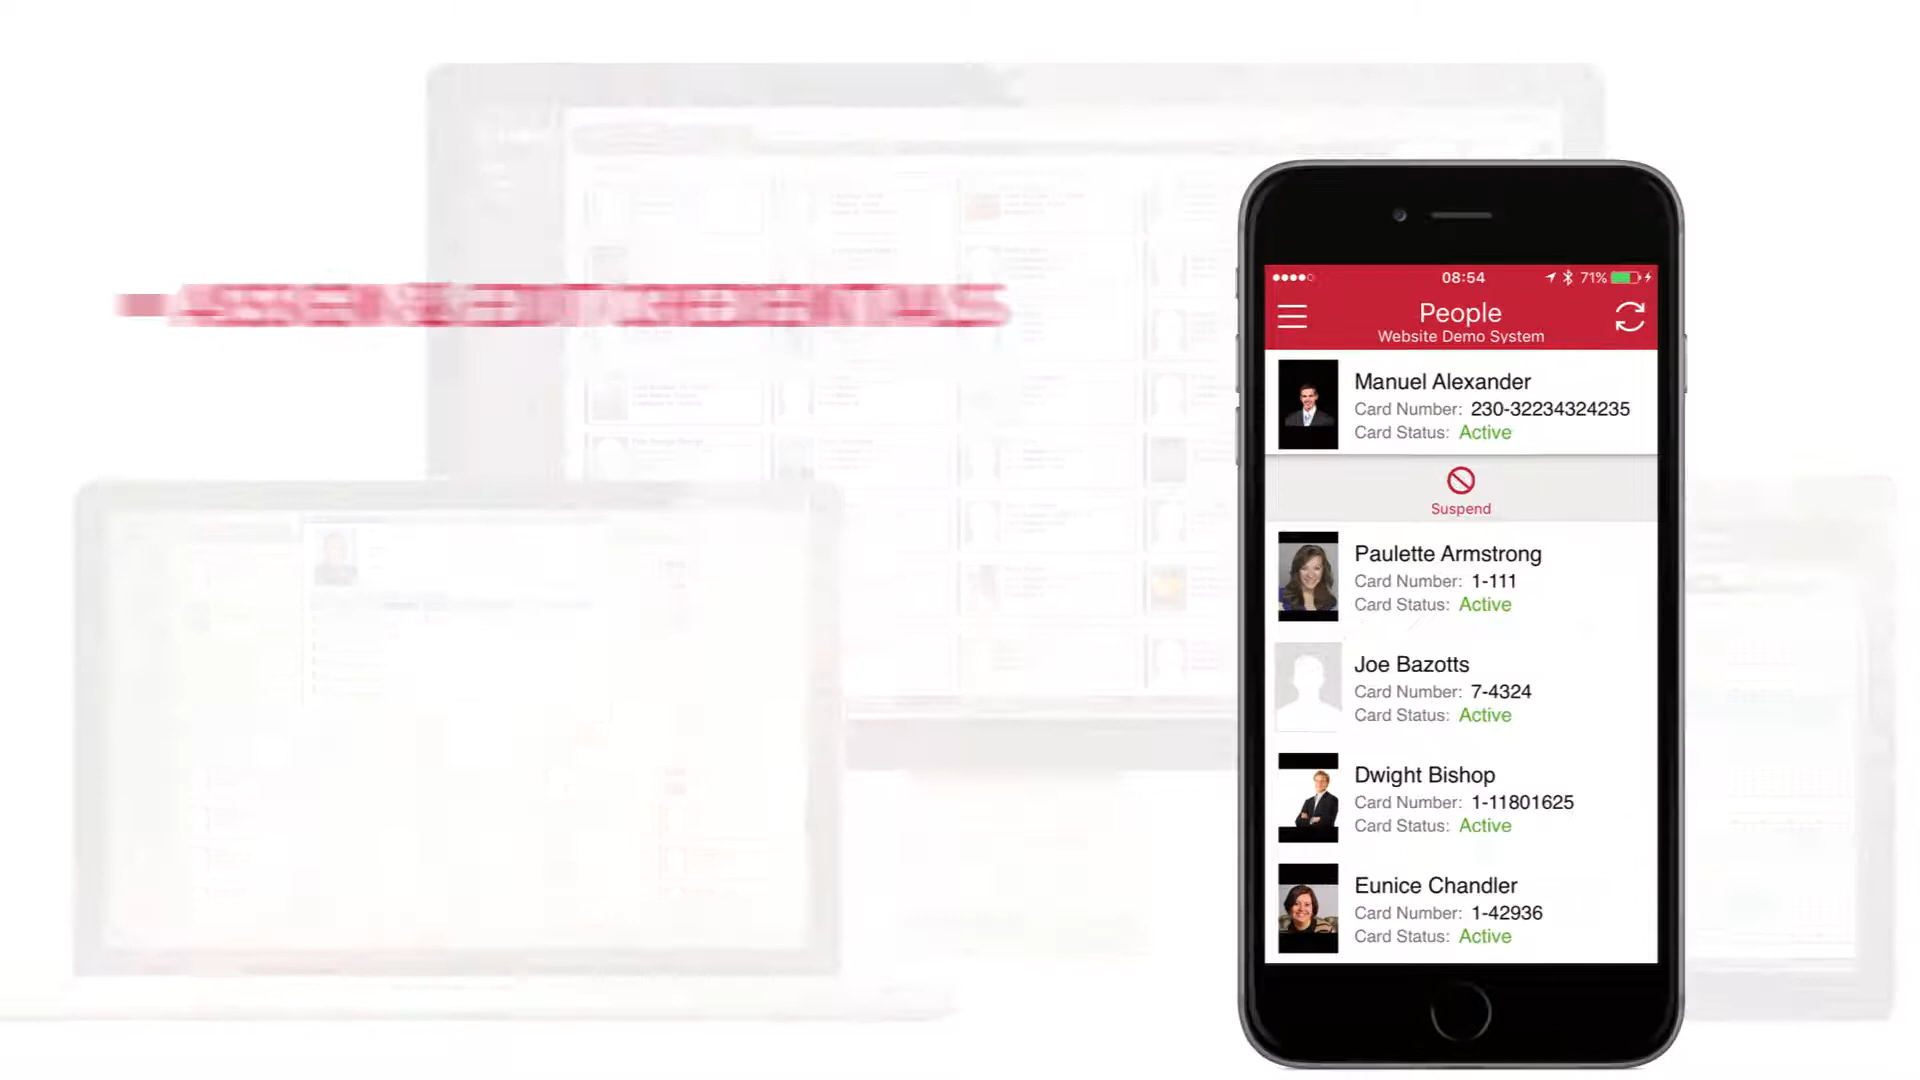 08:54
71%
People
Website Demo System
Manuel Alexander
Card Number: 230-32234324235
Card Status: Active
Suspend
Paulette Armstrong
Card Number: 1-111
Card Status: Active
Joe Bazotts
Card Number: 7-4324
Card Status: Active
Dwight Bishop
Card Number: 1-11801625
Card Status: Active
Eunice Chandler
Card Number: 1-42936
Card Status: Active